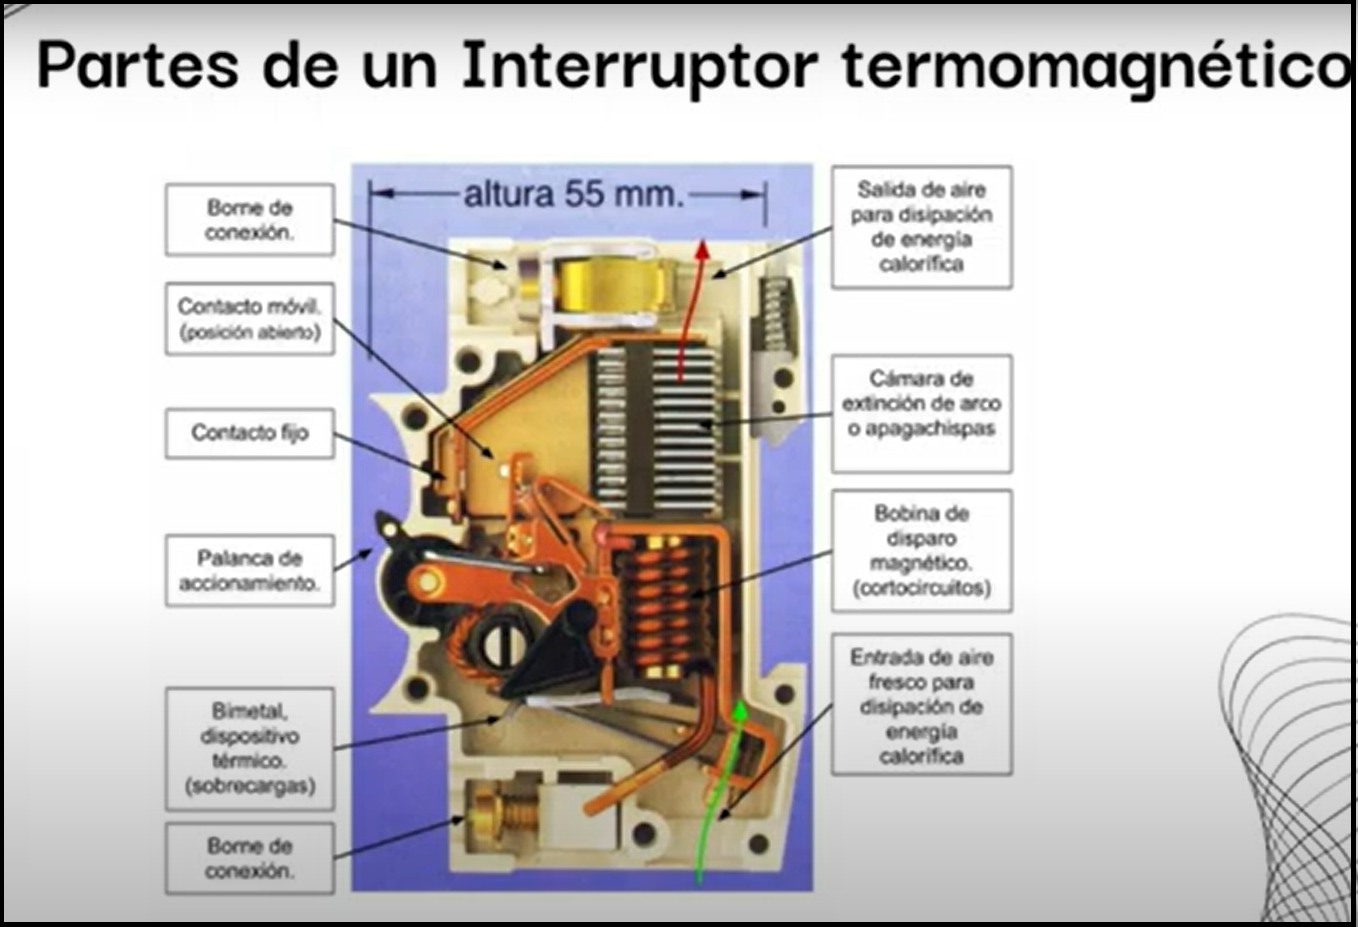 Partes de un Interruptor termomagnético
altura 55 mm.
Borne de
conexión.
Contacto móvil.
(posición abierto)
Contacto fijo
Palanca de
accionamiento.
Bimetal,
dispositivo
térmico.
(sobrecargas)
Borne de
conexión.
Salida de aire
para disipación
de energía
calorífica
Cámara de
extinción de arco
o apagachispas
Bobina de
disparo
magnético.
(cortocircuitos)
Entrada de aire
fresco para
disipación de
energía
calorífica